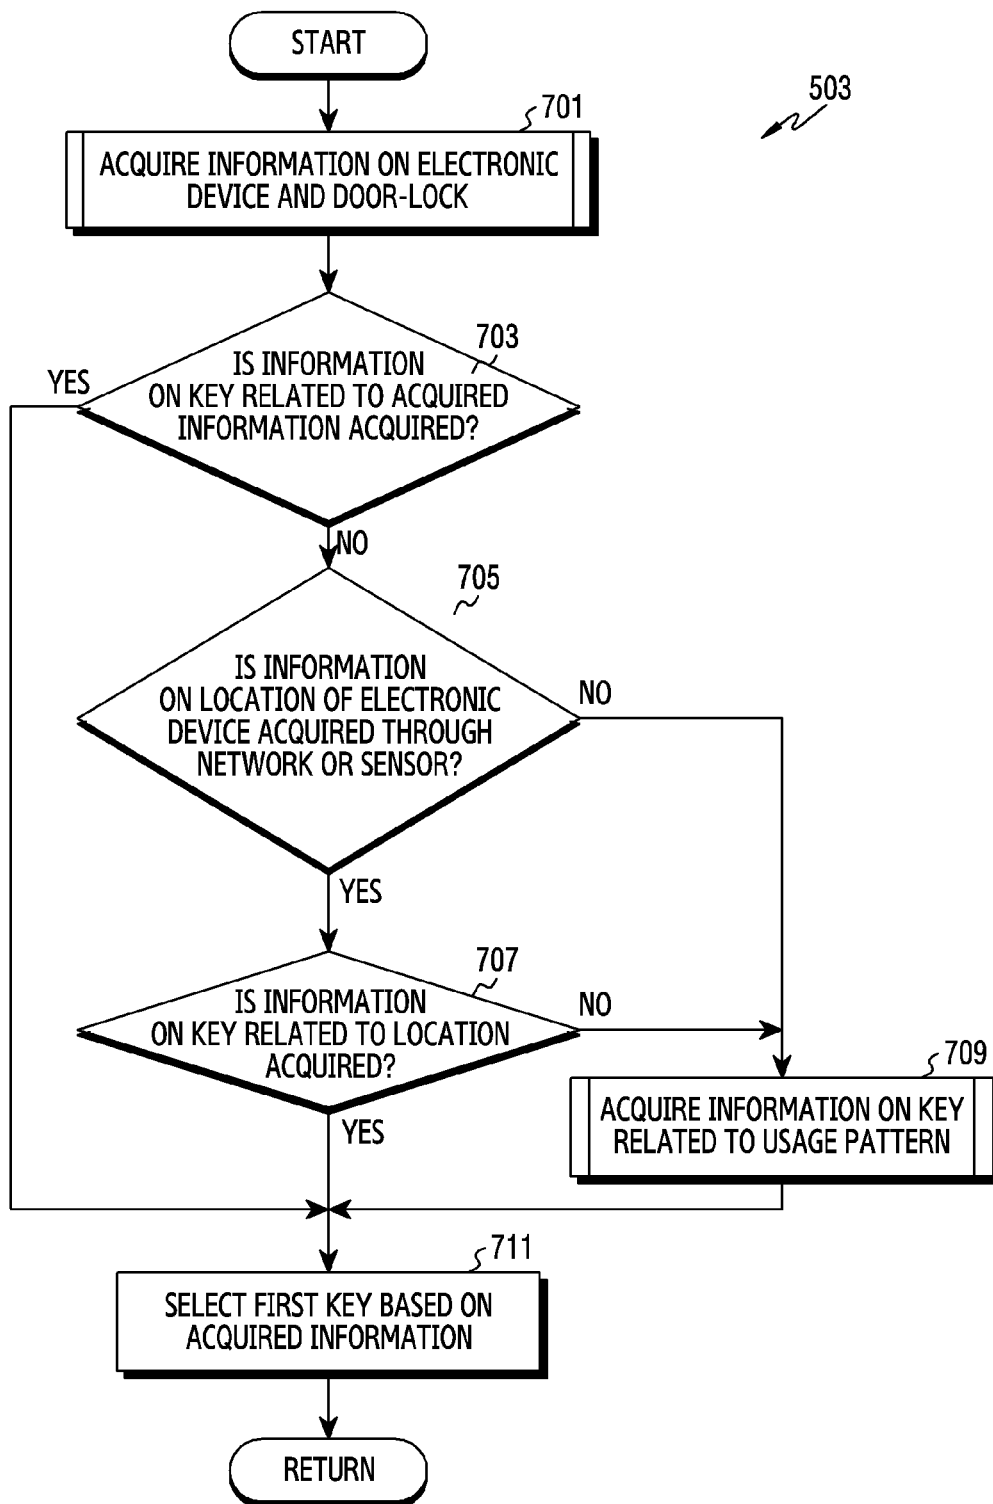 START
503
701
ACQUIRE INFORMATION ON ELECTRONIC
DEVICE AND DOOR-LOCK
703
IS INFORMATION
ON KEY RELATED TO ACQUIRED
INFORMATION ACQUIRED?
YES
NO
705
IS INFORMATION
ON LOCATION OF ELECTRONIC
DEVICE ACQUIRED THROUGH
NETWORK OR SENSOR?
NO
YES
707
IS INFORMATION
ON KEY RELATED TO LOCATION
ACQUIRED?
NO
YES
709
ACQUIRE INFORMATION ON KEY
RELATED TO USAGE PATTERN
711
SELECT FIRST KEY BASED ON
ACQUIRED INFORMATION
RETURN